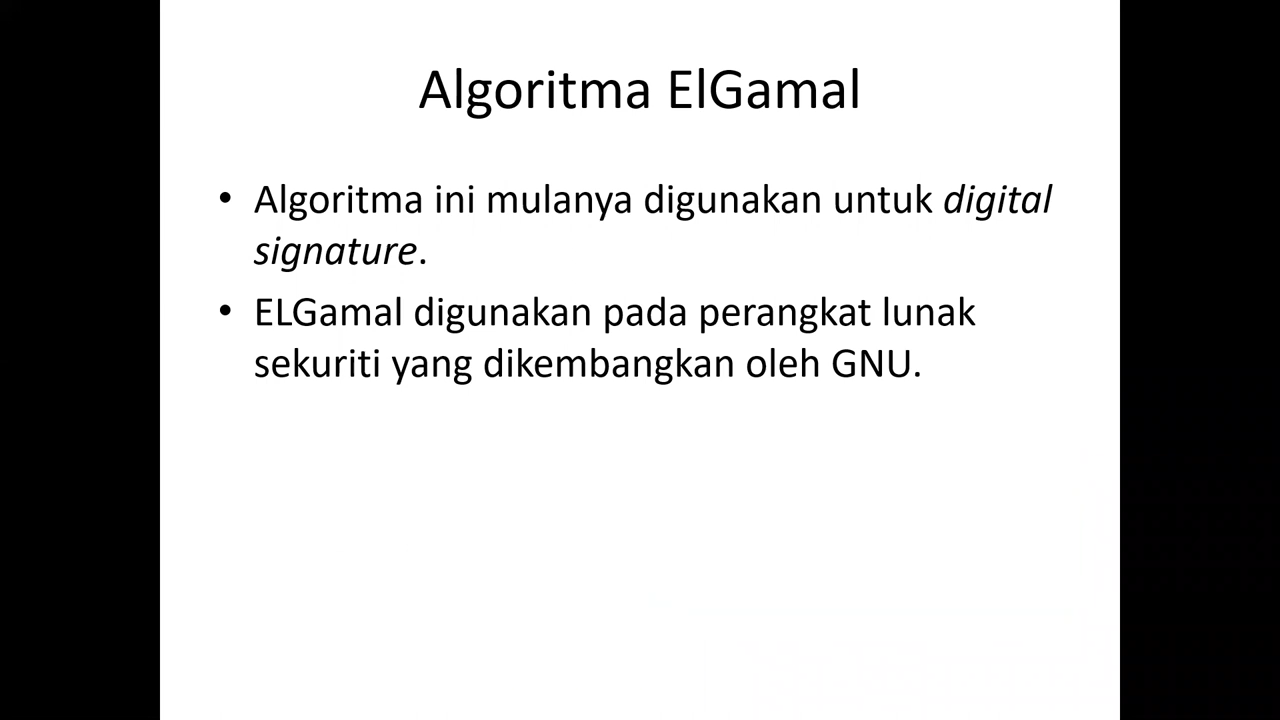 Algoritma ElGamal
• Algoritma ini mulanya digunakan untuk digital
signature.
• ELGamal digunakan pada perangkat lunak
sekuriti yang dikembangkan oleh GNU.